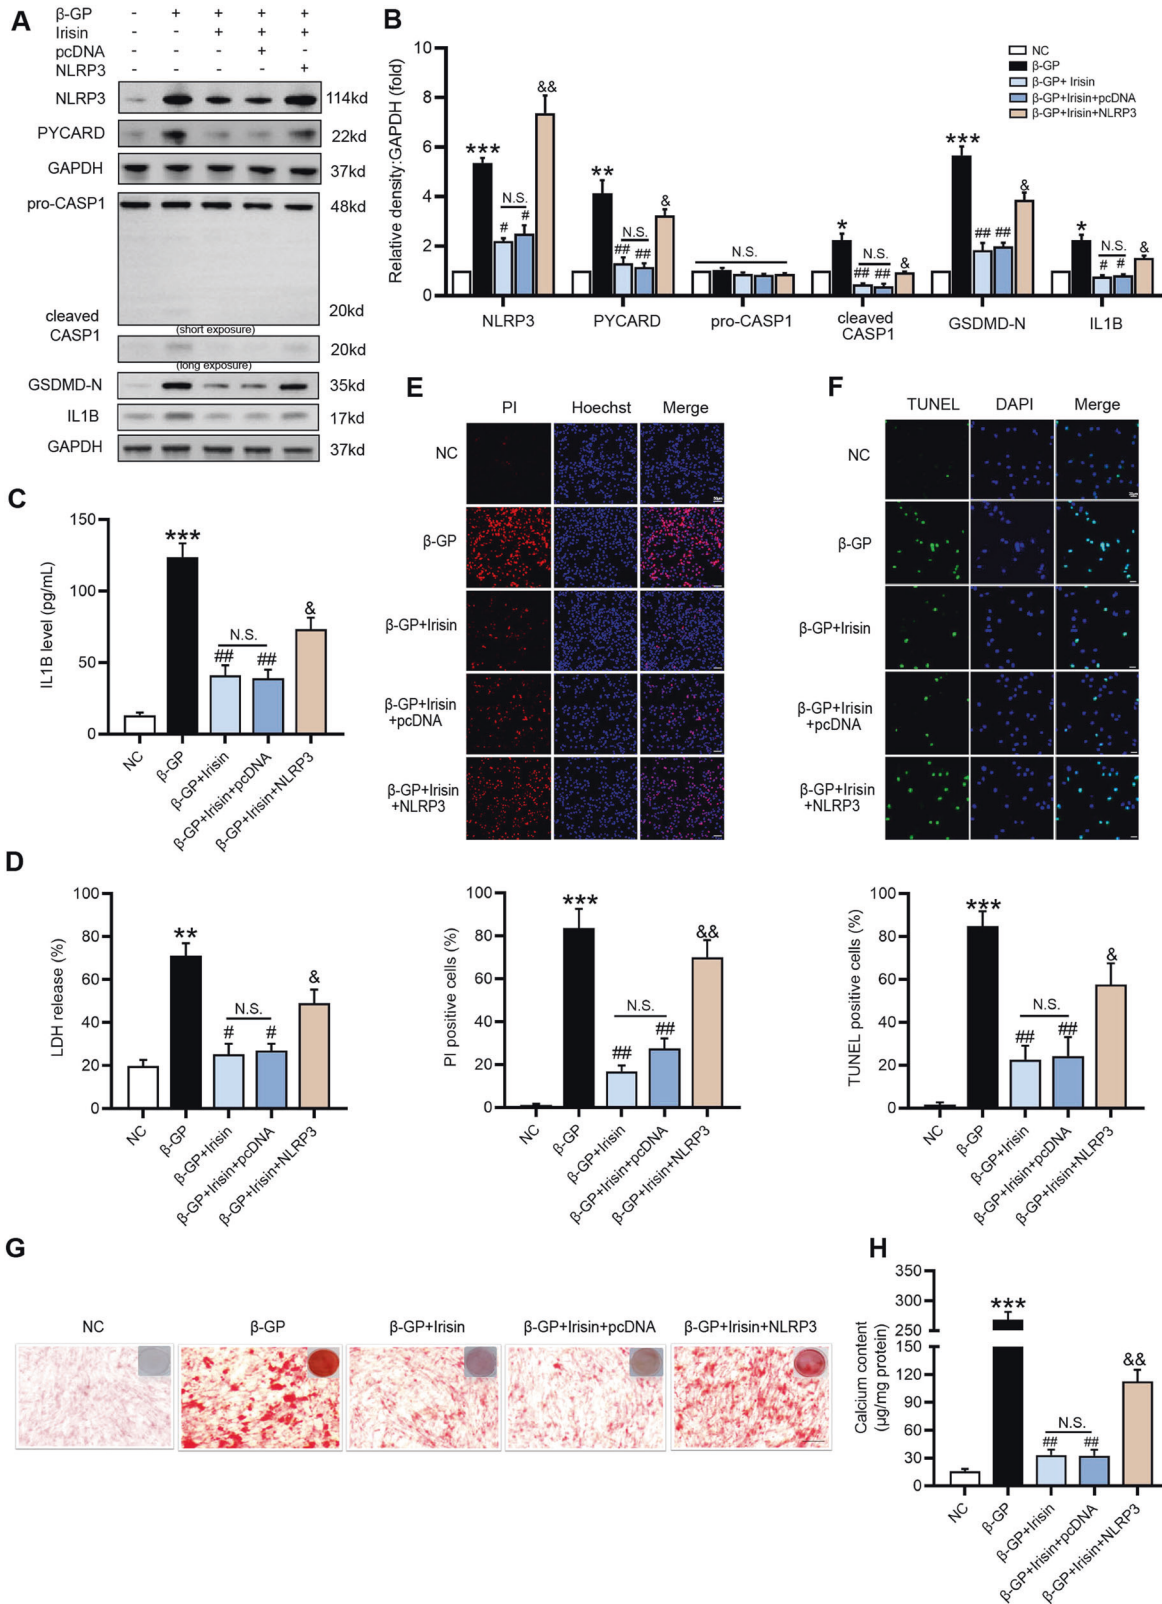 A
β-GP - + + + +
Irisin - - + + +
pcDNA - - - + -
NLRP3 - - - - +
NLRP3 114kd
PYCARD 22kd
GAPDH 37kd
pro-CASP1 48kd
20kd
cleaved
CASP1
(short exposure)
20kd
(long exposure)
GSDMD-N 35kd
IL1B 17kd
GAPDH 37kd
B
Relative density:GAPDH (fold)
10
8
6
4
2
0
NC
β-GP
β-GP+ Irisin
β-GP+Irisin+pcDNA
β-GP+Irisin+NLRP3
*** N.S. # # &&
** N.S. ## ## &
N.S.
* N.S. ## ## &
*** ## ## &
* N.S. # # &
NLRP3 PYCARD pro-CASP1 cleaved CASP1 GSDMD-N IL1B
C
IL1B level (pg/mL)
150
100
50
0
*** N.S. ## ## &
NC β-GP β-GP+Irisin β-GP+Irisin+pcDNA β-GP+Irisin+NLRP3
E
PI Hoechst Merge
NC
β-GP
β-GP+Irisin
β-GP+Irisin
+pcDNA
β-GP+Irisin
+NLRP3
F
TUNEL DAPI Merge
NC
β-GP
β-GP+Irisin
β-GP+Irisin
+pcDNA
β-GP+Irisin
+NLRP3
D
LDH release (%)
100
80
60
40
20
0
** N.S. # # &
NC β-GP β-GP+Irisin β-GP+Irisin+pcDNA β-GP+Irisin+NLRP3
PI positive cells (%)
100
80
60
40
20
0
*** N.S. ## ## &&
NC β-GP β-GP+Irisin β-GP+Irisin+pcDNA β-GP+Irisin+NLRP3
TUNEL positive cells (%)
100
80
60
40
20
0
*** N.S. ## ## &
NC β-GP β-GP+Irisin β-GP+Irisin+pcDNA β-GP+Irisin+NLRP3
G
NC β-GP β-GP+Irisin β-GP+Irisin+pcDNA β-GP+Irisin+NLRP3
H
Calcium content
(μg/mg protein)
350
300
250
150
120
90
60
30
0
*** N.S. ## ## &&
NC β-GP β-GP+Irisin β-GP+Irisin+pcDNA β-GP+Irisin+NLRP3